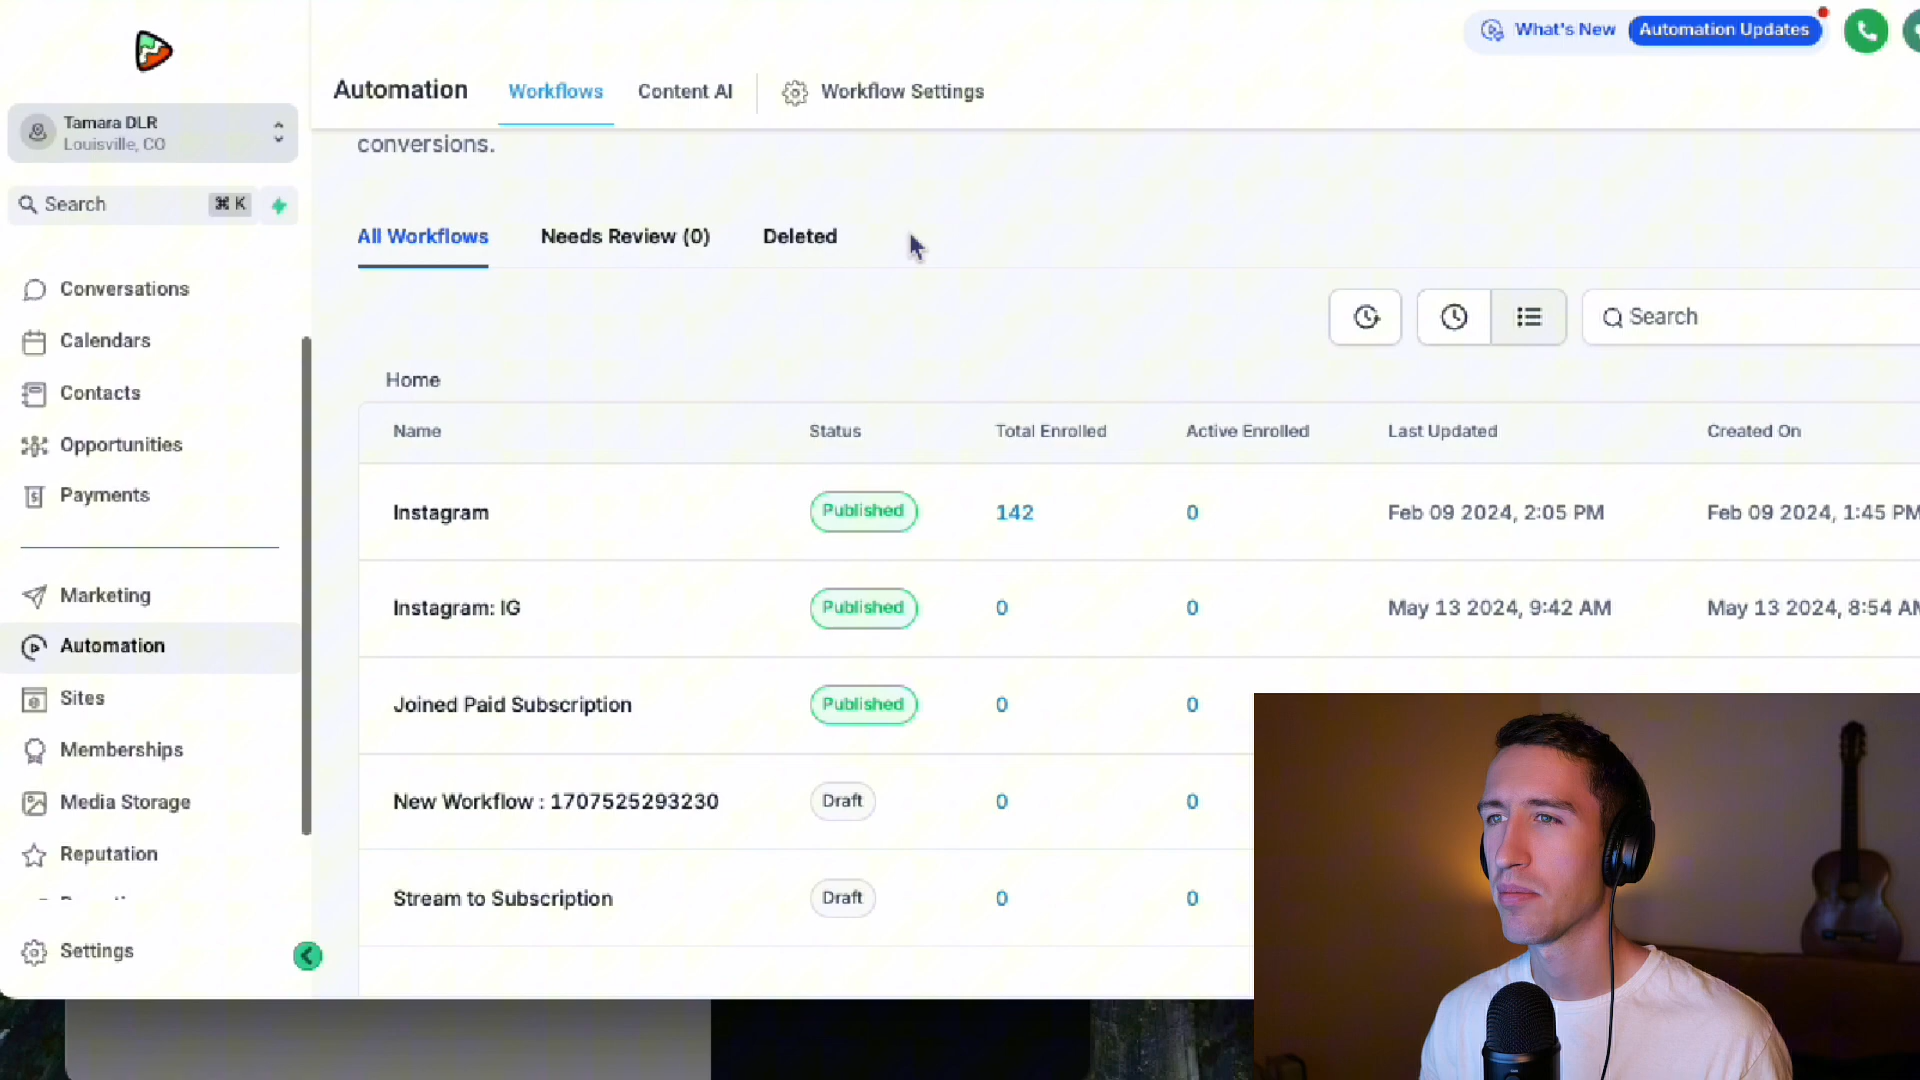 What's New Automation Updates
Automation Workflows Content AI Workflow Settings
Tamara DLR
Louisville, CO
Search ⌘ K
Conversations
Calendars
Contacts
Opportunities
Payments
Marketing
Automation
Sites
Memberships
Media Storage
Reputation
Settings
conversions.
All Workflows Needs Review (0) Deleted
Search
Home
Name Status Total Enrolled Active Enrolled Last Updated Created On
Instagram Published 142 0 Feb 09 2024, 2:05 PM Feb 09 2024, 1:45 PM
Instagram: IG Published 0 0 May 13 2024, 9:42 AM May 13 2024, 8:54 AM
Joined Paid Subscription Published 0 0
New Workflow : 1707525293230 Draft 0 0
Stream to Subscription Draft 0 0